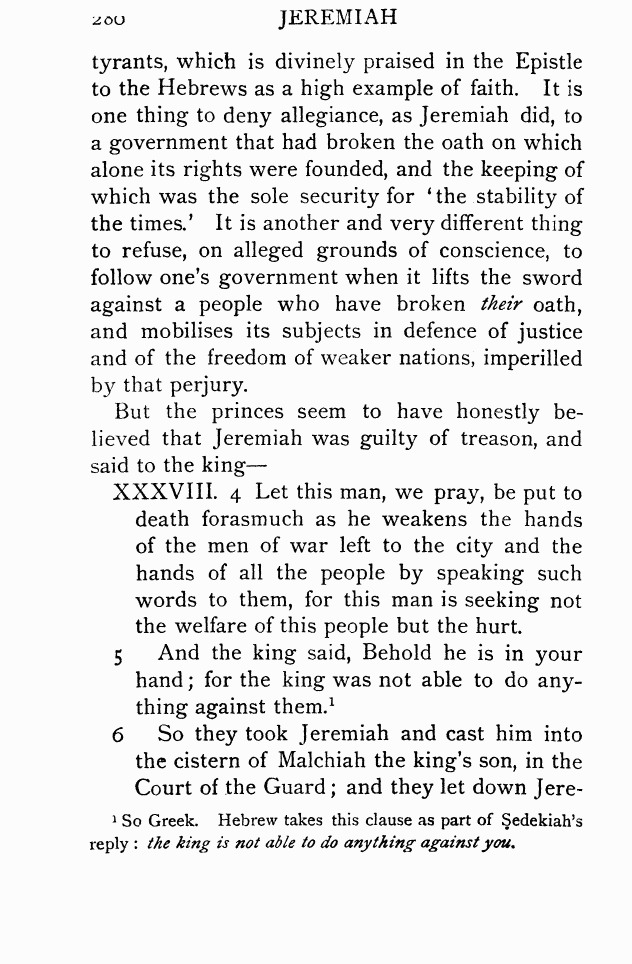 280 JEREMIAH
tyrants, which is divinely praised in the Epistle
to the Hebrews as a high example of faith. It is
one thing to deny allegiance, as Jeremiah did, to
a government that had broken the oath on which
alone its rights were founded, and the keeping of
which was the sole security for ‘the stability of
the times.’ It is another and very different thing
to refuse, on alleged grounds of conscience, to
follow one's government when it lifts the sword
against a people who have broken their oath,
and mobilises its subjects in defence of justice
and of the freedom of weaker nations, imperilled
by that perjury.
But the princes seem to have honestly be-
lieved that Jeremiah was guilty of treason, and
said to the king—
XXXVIII. 4 Let this man, we pray, be put to
death forasmuch as he weakens the hands
of the men of war left to the city and the
hands of all the people by speaking such
words to them, for this man is seeking not
the welfare of this people but the hurt.
5 And the king said, Behold he is in your
hand; for the king was not able to do any-
thing against them.¹
6 So they took Jeremiah and cast him into
the cistern of Malchiah the king's son, in the
Court of the Guard; and they let down Jere-
¹ So Greek. Hebrew takes this clause as part of Ṣedekiah's
reply: the king is not able to do anything against you.